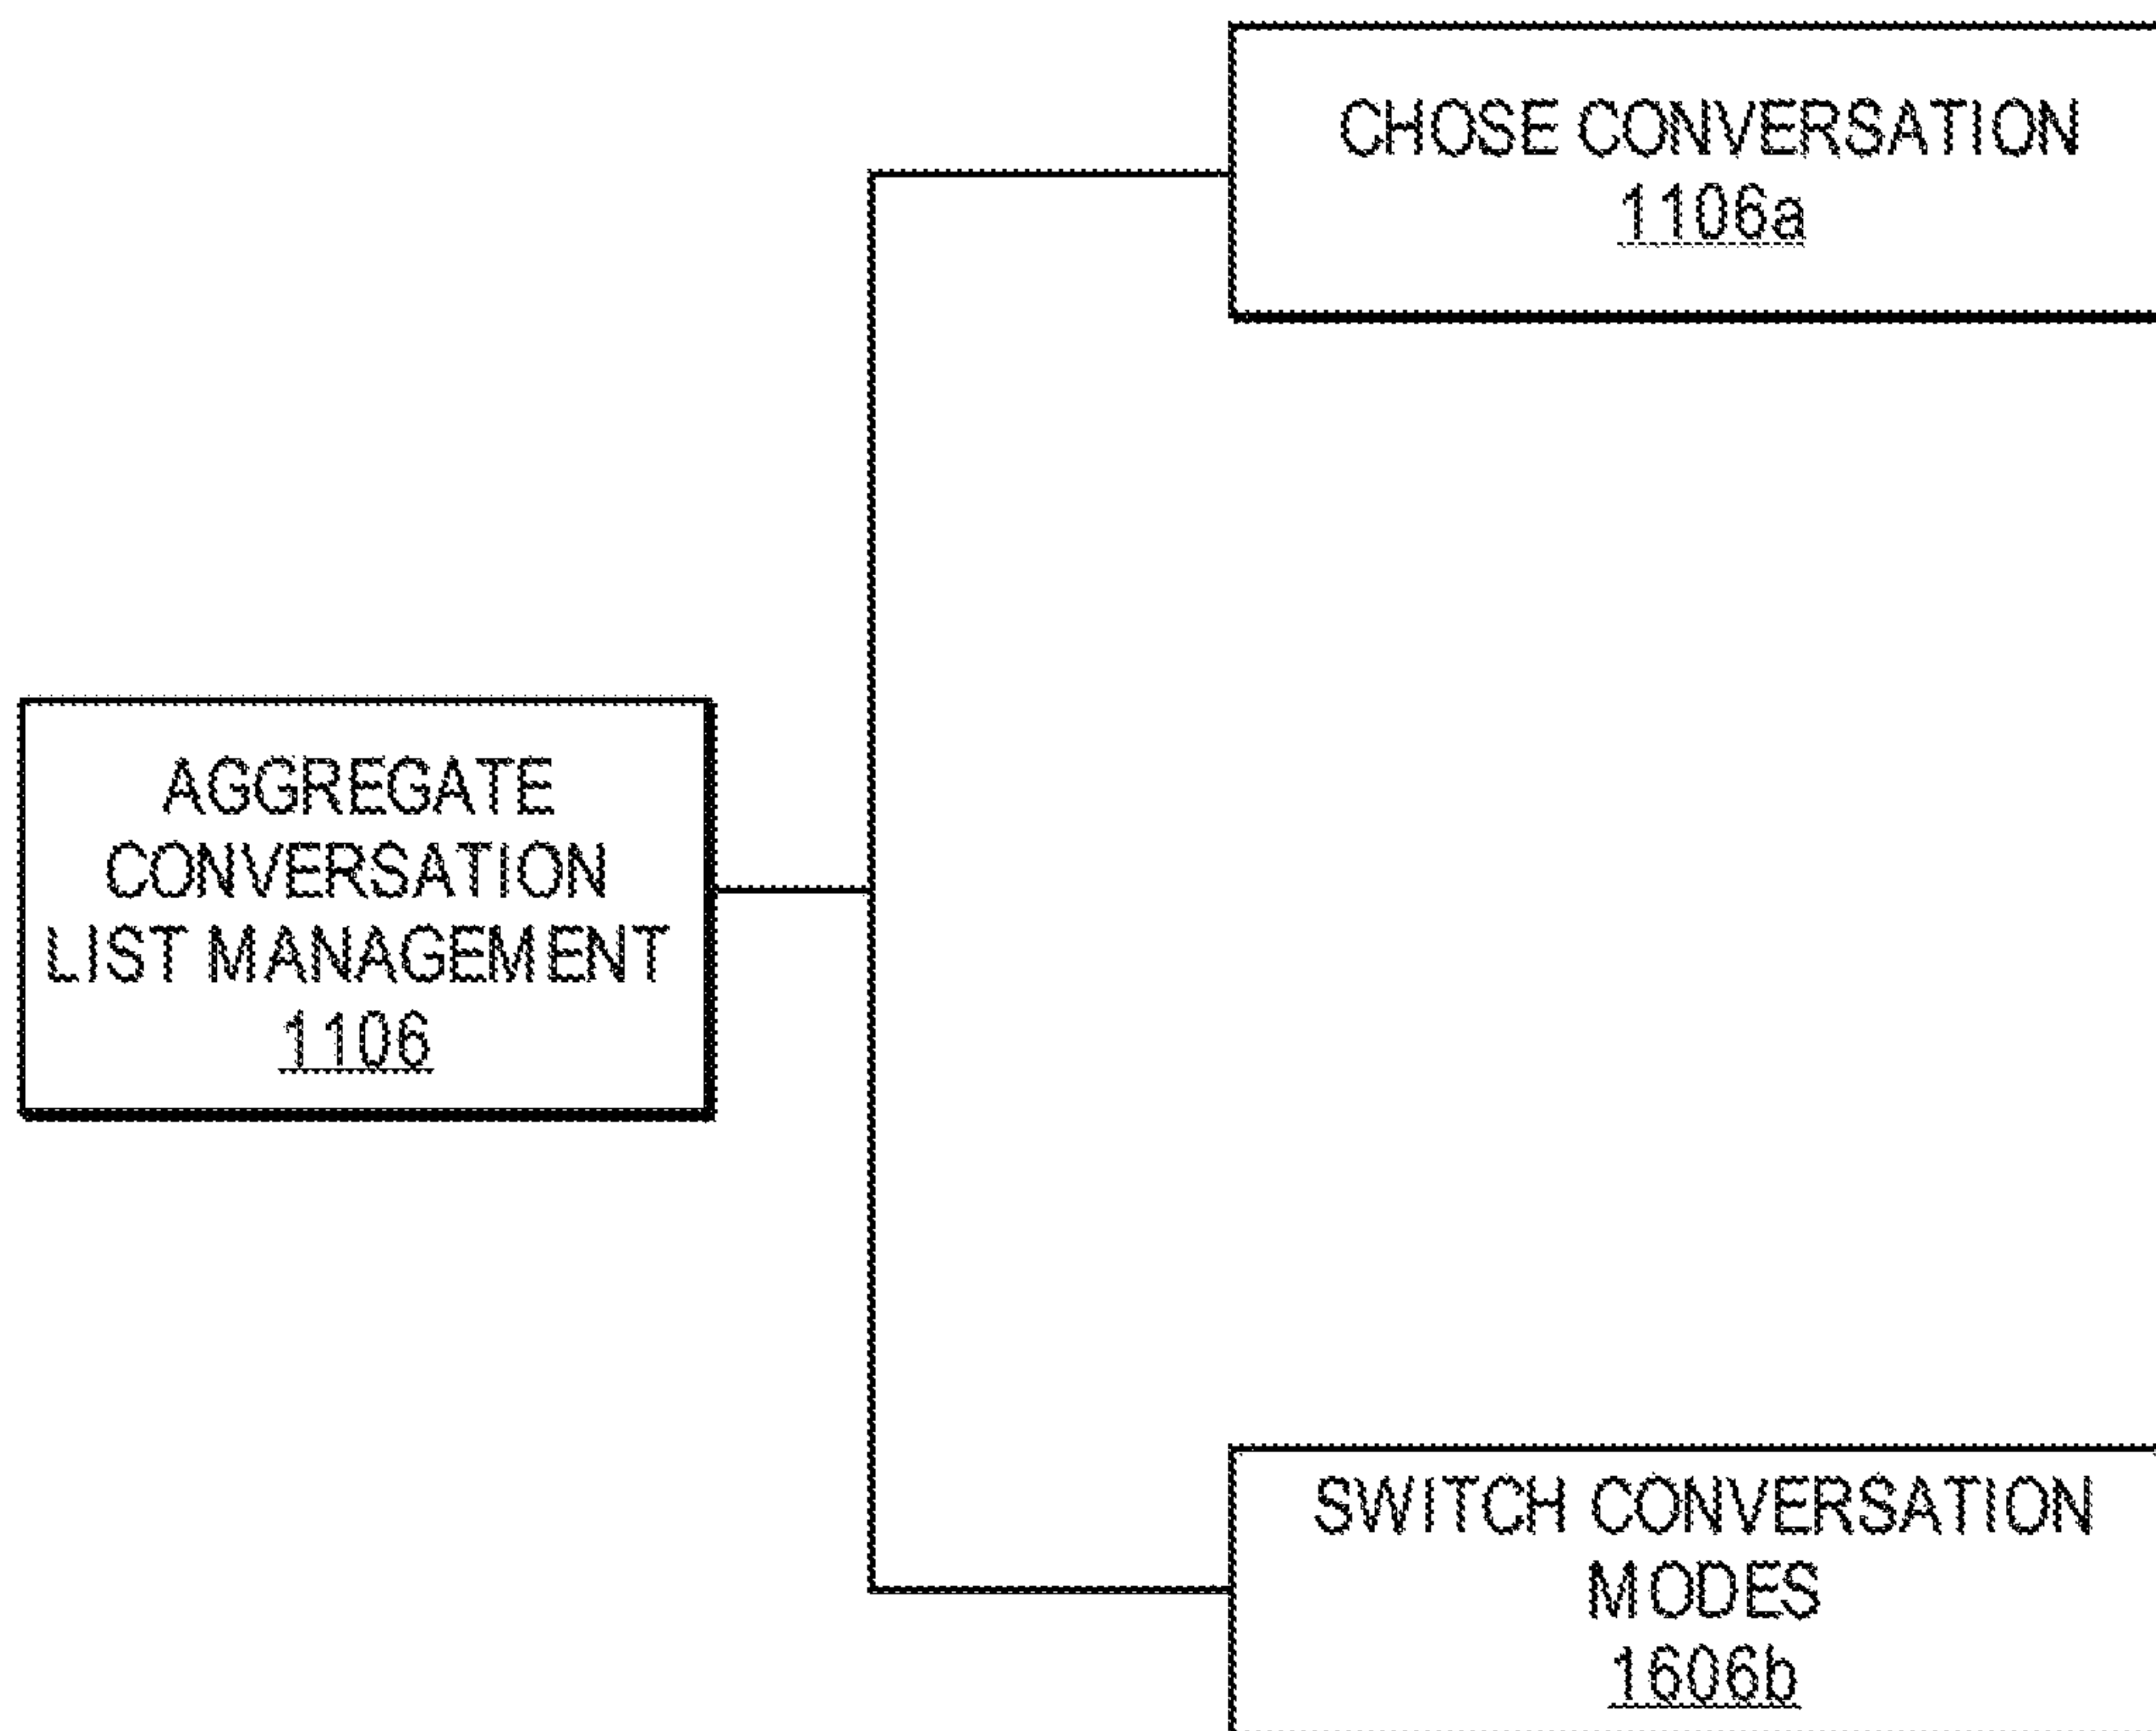 CHOSE CONVERSATION
1106a
AGGREGATE
CONVERSATION
LIST MANAGEMENT
1106
SWITCH CONVERSATION
MODES
1606b